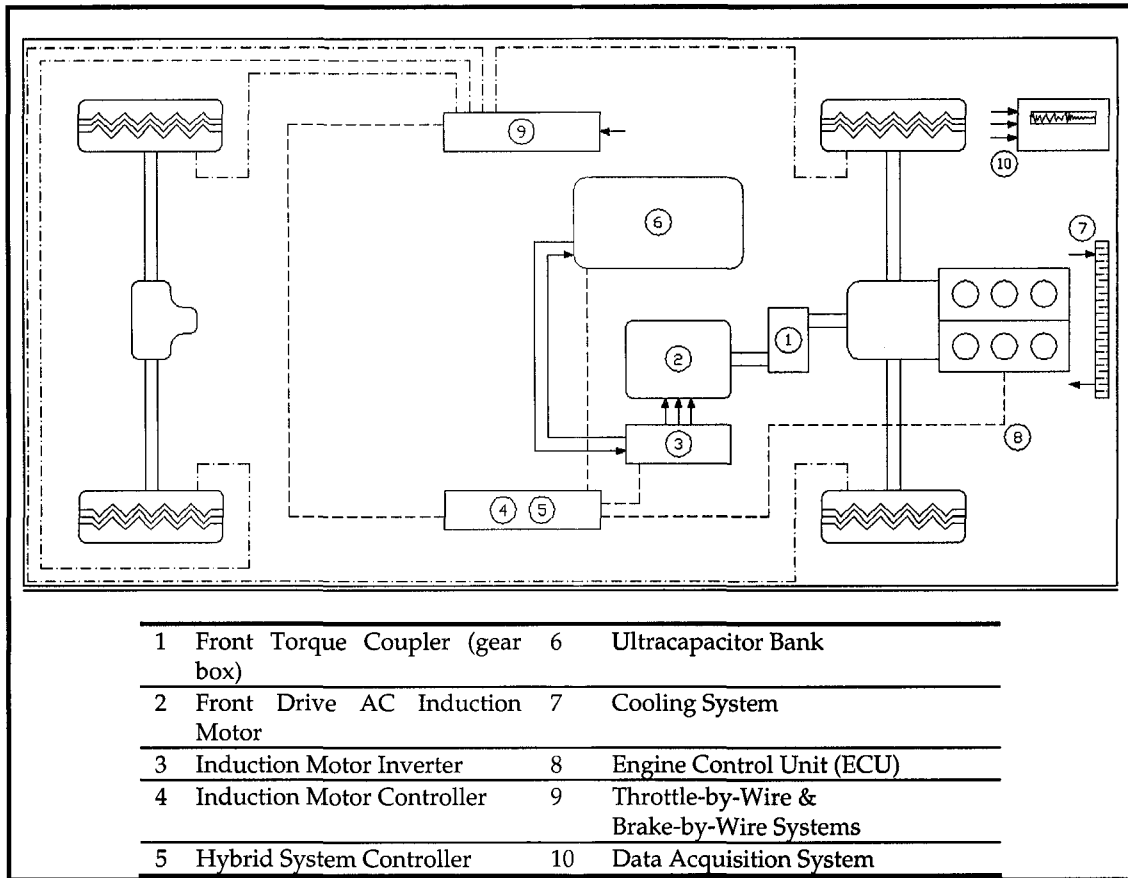 9
10
6
7
1
2
3
8
4 5
1 Front Torque Coupler (gear 6 Ultracapacitor Bank
box)
2 Front Drive AC Induction 7 Cooling System
Motor
3 Induction Motor Inverter 8 Engine Control Unit (ECU)
4 Induction Motor Controller 9 Throttle-by-Wire &
Brake-by-Wire Systems
5 Hybrid System Controller 10 Data Acquisition System